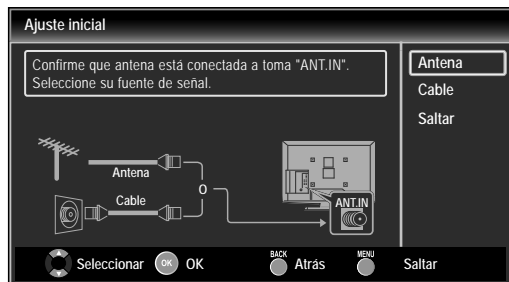 Ajuste inicial
Confirme que antena está conectada a toma "ANT.IN".
Seleccione su fuente de señal.
Antena
Cable
Saltar
Antena
Cable
O
ANT.IN
Seleccionar
OK
OK
BACK
Atrás
MENU
Saltar